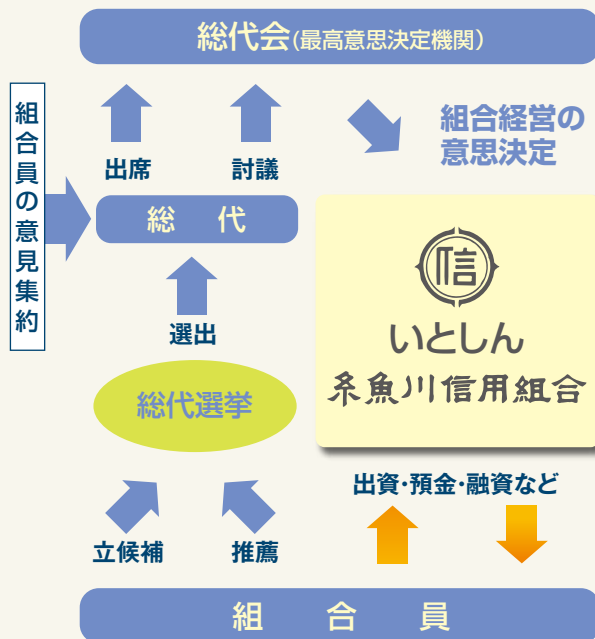 総代会(最高意思決定機関)
組合員の意見集約
出席
討議
組合経営の
意思決定
総 代
選出
総代選挙
立候補
推薦
信
いとしん
糸魚川信用組合
出資・預金・融資など
組 合 員